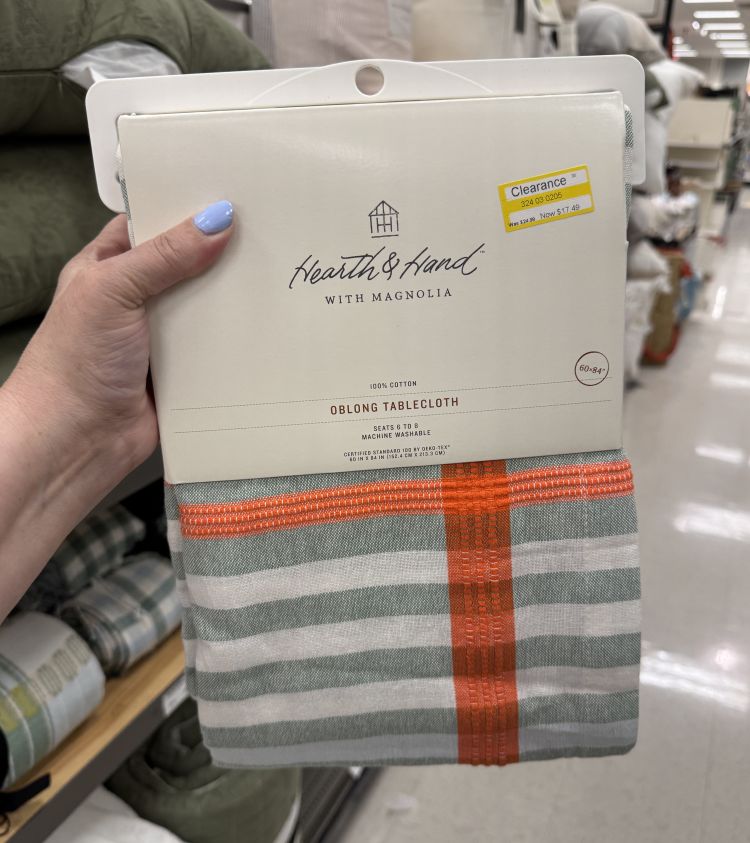 Clearance
324 03 0205
Was $24.99 Now $17.49
Hearth & Hand™
WITH MAGNOLIA
60×84"
100% COTTON
OBLONG TABLECLOTH
SEATS 6 TO 8
MACHINE WASHABLE
CERTIFIED STANDARD 100 BY OEKO-TEX®
60 IN X 84 IN (152.4 CM X 213.3 CM)